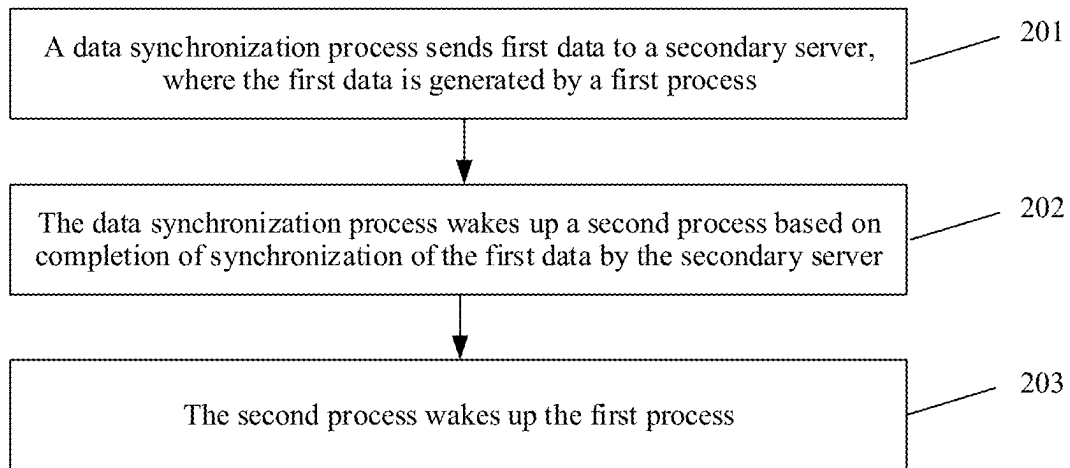 A data synchronization process sends first data to a secondary server,
where the first data is generated by a first process
201
The data synchronization process wakes up a second process based on
completion of synchronization of the first data by the secondary server
202
The second process wakes up the first process
203